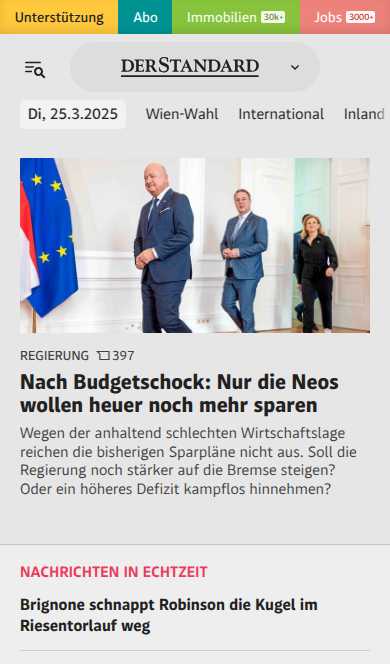 Unterstützung Abo Immobilien 30k+ Jobs 3000+
DERSTANDARD
Di, 25.3.2025 Wien-Wahl International Inland
REGIERUNG 397
Nach Budgetschock: Nur die Neos
wollen heuer noch mehr sparen
Wegen der anhaltend schlechten Wirtschaftslage
reichen die bisherigen Sparpläne nicht aus. Soll die
Regierung noch stärker auf die Bremse steigen?
Oder ein höheres Defizit kampflos hinnehmen?
NACHRICHTEN IN ECHTZEIT
Brignone schnappt Robinson die Kugel im
Riesentorlauf weg